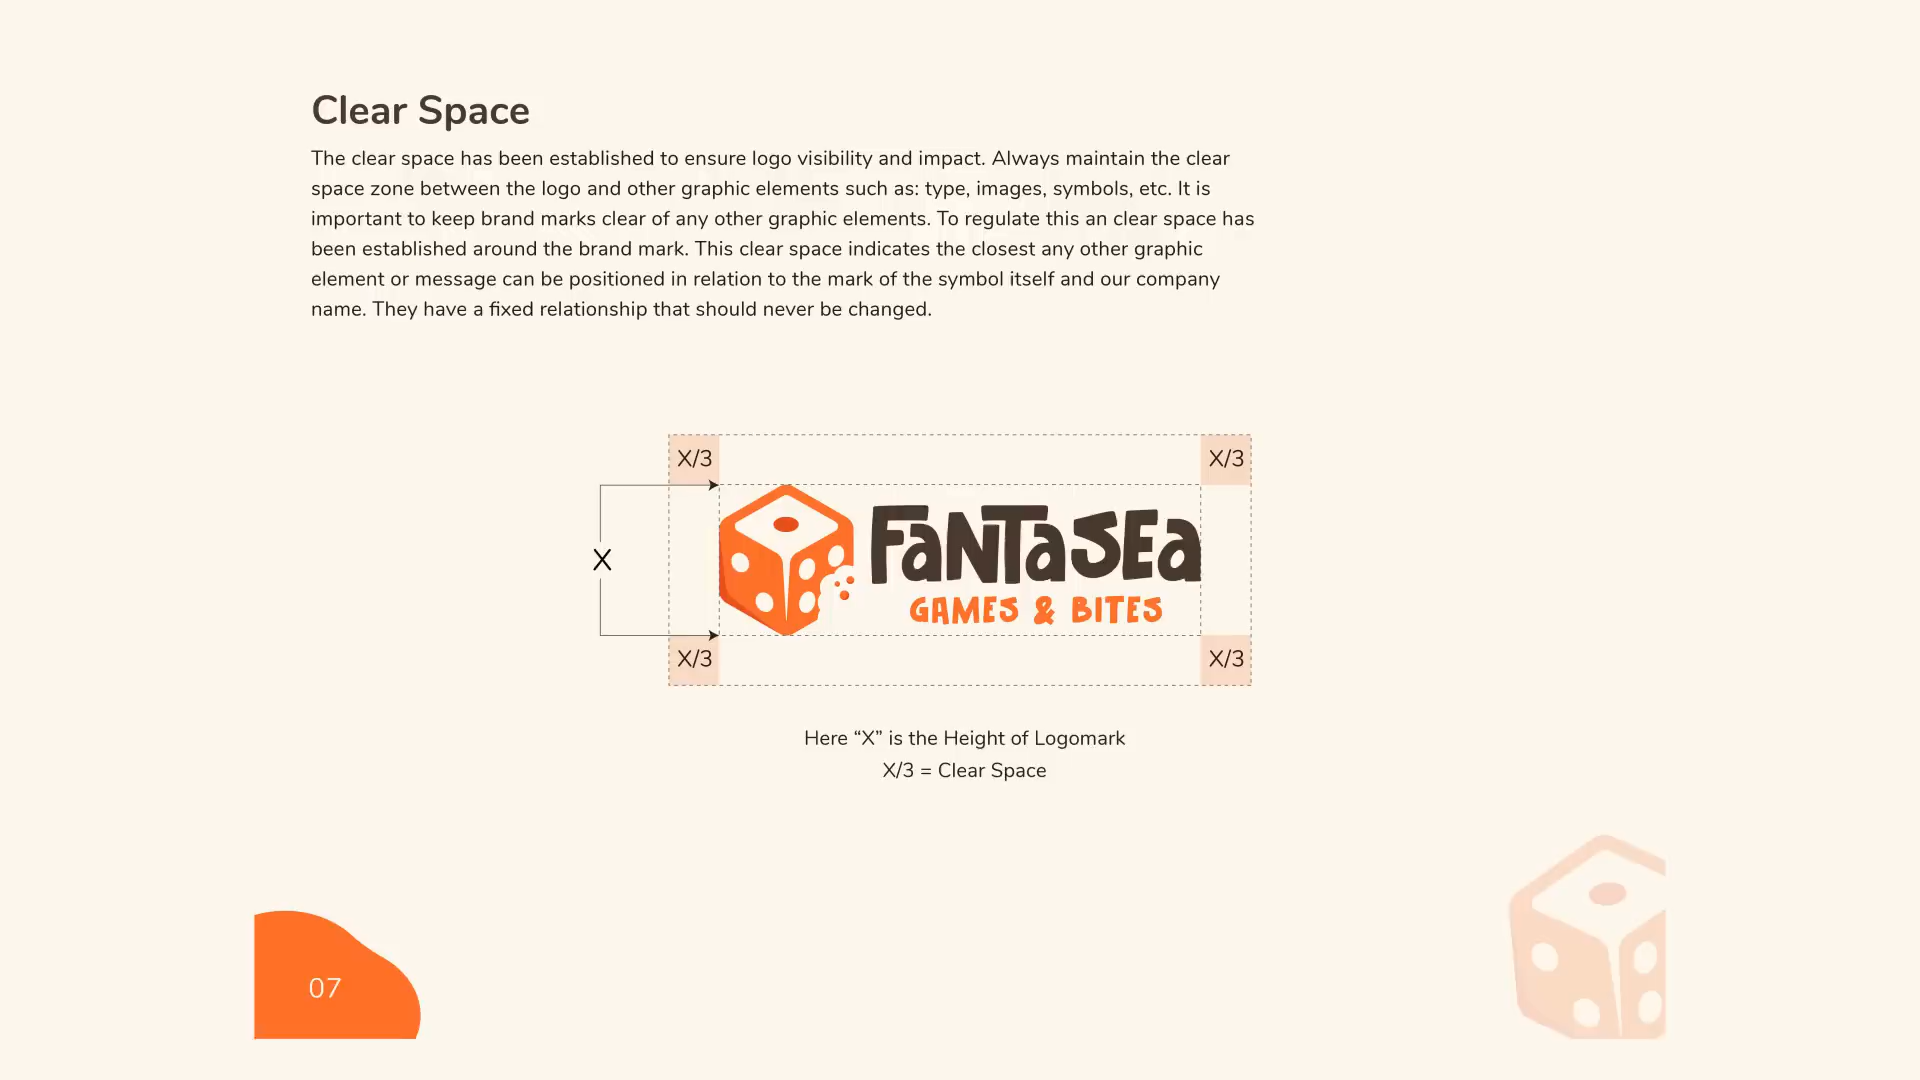 Clear Space
The clear space has been established to ensure logo visibility and impact. Always maintain the clear
space zone between the logo and other graphic elements such as: type, images, symbols, etc. It is
important to keep brand marks clear of any other graphic elements. To regulate this an clear space has
been established around the brand mark. This clear space indicates the closest any other graphic
element or message can be positioned in relation to the mark of the symbol itself and our company
name. They have a fixed relationship that should never be changed.
X/3 X/3
X
FaNTaSEa
GAMES & BITES
X/3 X/3
Here “X” is the Height of Logomark
X/3 = Clear Space
07